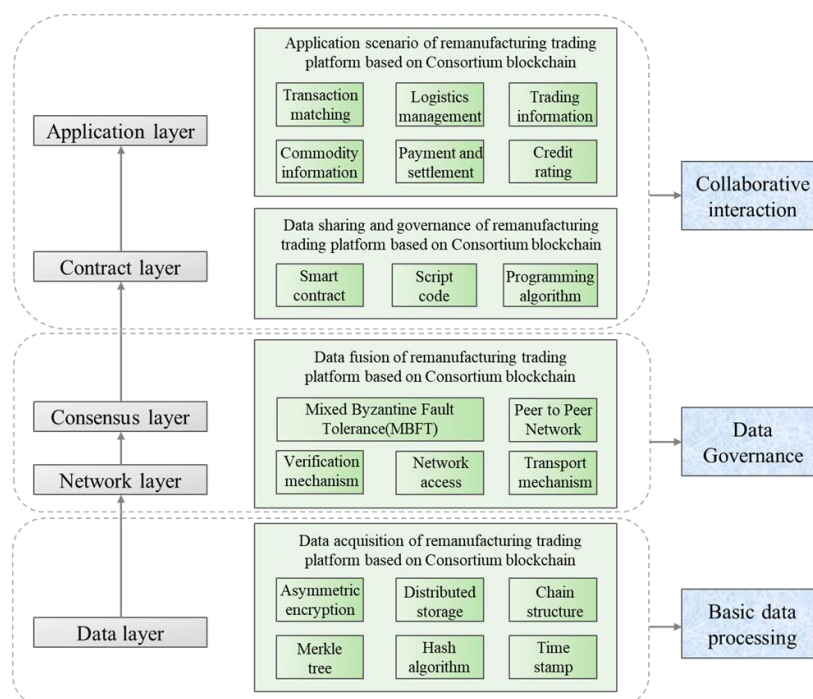 Application scenario of remanufacturing trading
platform based on Consortium blockchain
Transaction
matching
Logistics
management
Trading
information
Application layer
Commodity
information
Payment and
settlement
Credit
rating
Collaborative
interaction
Data sharing and governance of remanufacturing
trading platform based on Consortium blockchain
Contract layer
Smart
contract
Script
code
Programming
algorithm
Data fusion of remanufacturing trading
platform based on Consortium blockchain
Consensus layer
Mixed Byzantine Fault
Tolerance(MBFT)
Peer to Peer
Network
Data
Governance
Network layer
Verification
mechanism
Network
access
Transport
mechanism
Data acquisition of remanufacturing trading
platform based on Consortium blockchain
Asymmetric
encryption
Distributed
storage
Chain
structure
Data layer
Basic data
processing
Merkle
tree
Hash
algorithm
Time
stamp